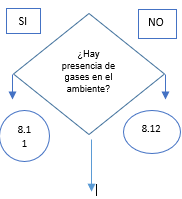 SI
NO
¿Hay
presencia de
gases en el
ambiente?
8.1
1
8.12